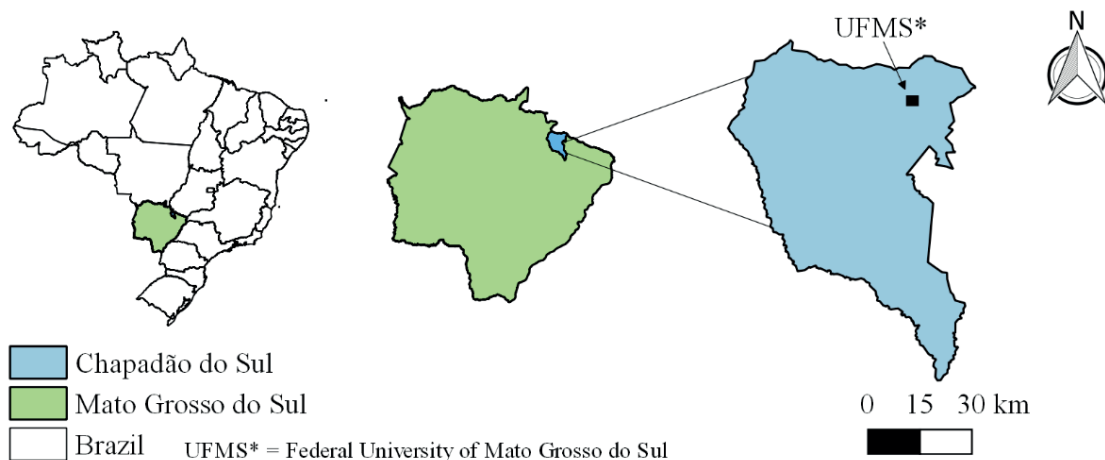 UFMS*
N
Chapadão do Sul
Mato Grosso do Sul
0 15 30 km
Brazil
UFMS* = Federal University of Mato Grosso do Sul